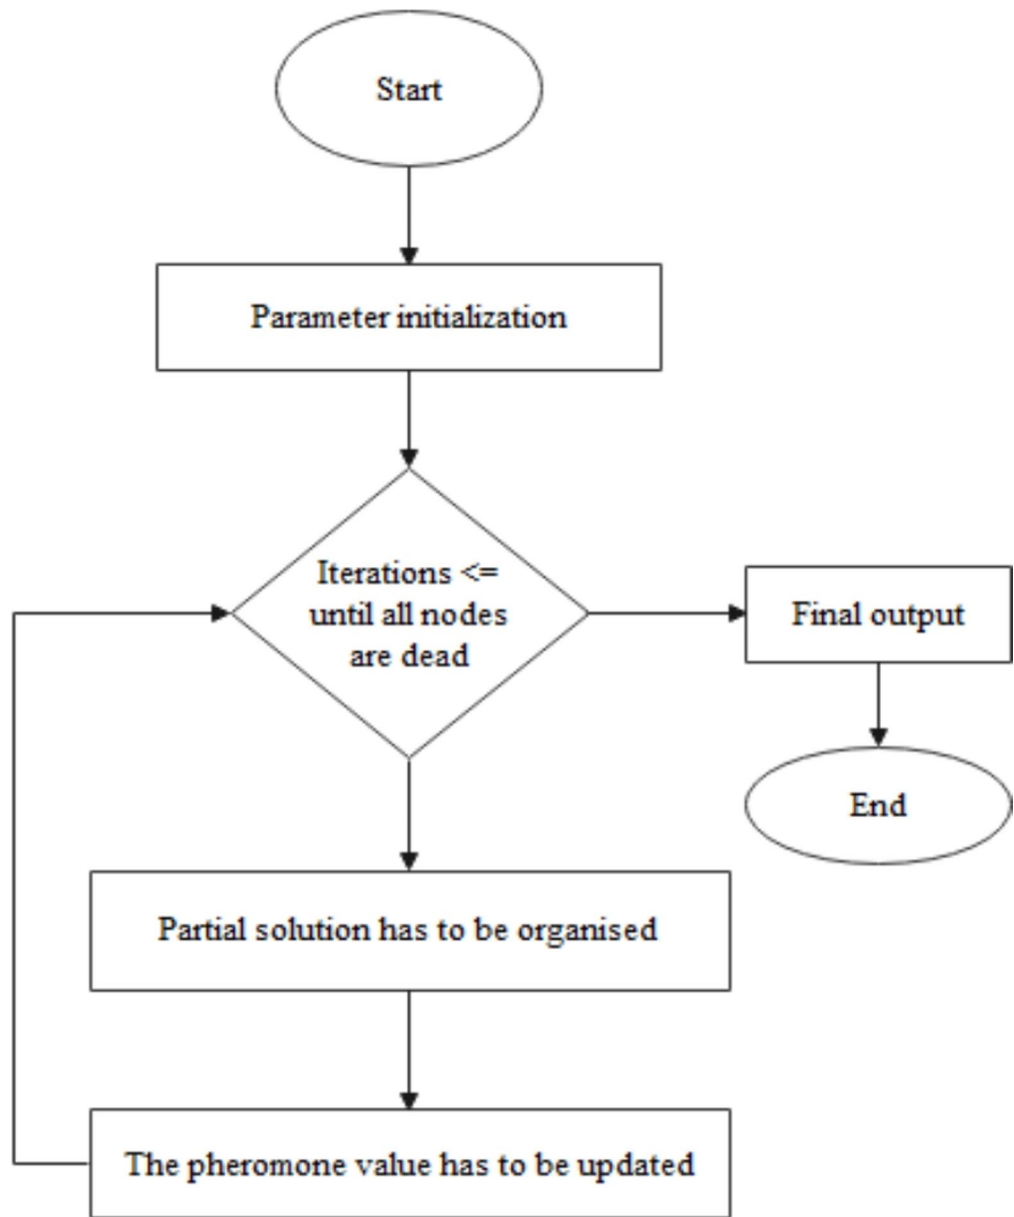 Start
Parameter initialization
Iterations <=
until all nodes
are dead
Final output
End
Partial solution has to be organised
The pheromone value has to be updated